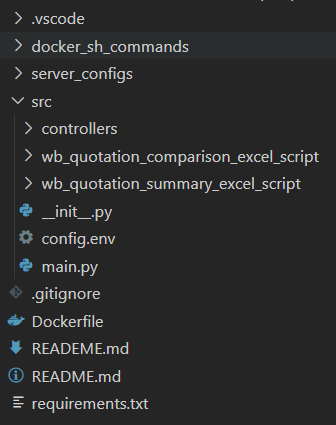 .vscode
docker_sh_commands
server_configs
src
controllers
wb_quotation_comparison_excel_script
wb_quotation_summary_excel_script
__init__.py
config.env
main.py
.gitignore
Dockerfile
READEME.md
README.md
requirements.txt